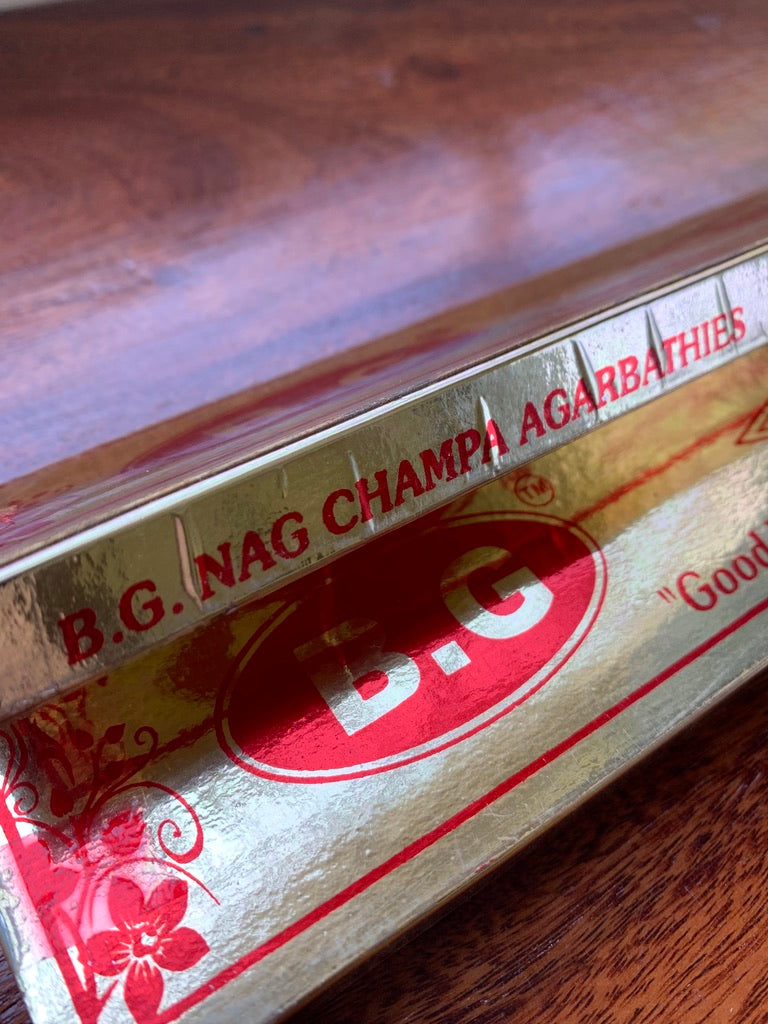 B.G. NAG CHAMPA AGARBATHIES
B.G
TM
"Good